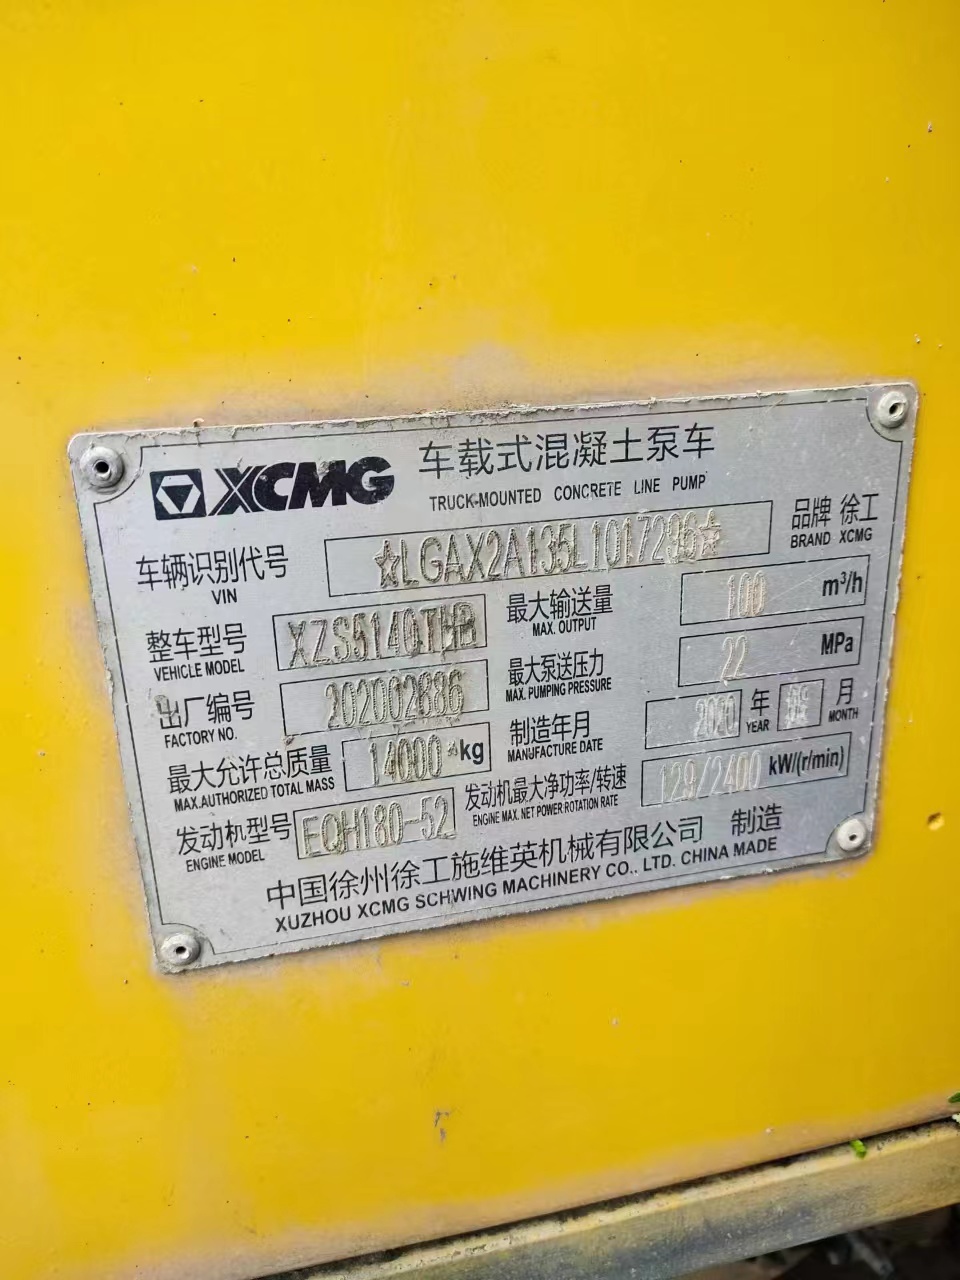 XCMG 车载式混凝土泵车
TRUCK-MOUNTED CONCRETE LINE PUMP
品牌 徐工
BRAND XCMG
车辆识别代号 ☆LGAX2A135L1017296☆
VIN
整车型号 XZS5140THB
VEHICLE MODEL
最大输送量 100 m³/h
MAX. OUTPUT
出厂编号 202002886
FACTORY NO.
最大泵送压力 22 MPa
MAX. PUMPING PRESSURE
最大允许总质量 14000 kg
MAX.AUTHORIZED TOTAL MASS
制造年月 2020 年 月
MANUFACTURE DATE YEAR MONTH
发动机型号 EQH180-52
ENGINE MODEL
发动机最大净功率/转速 129/2400 kW/(r/min)
ENGINE MAX. NET POWER ROTATION RATE
中国徐州徐工施维英机械有限公司 制造
XUZHOU XCMG SCHWING MACHINERY CO., LTD. CHINA MADE